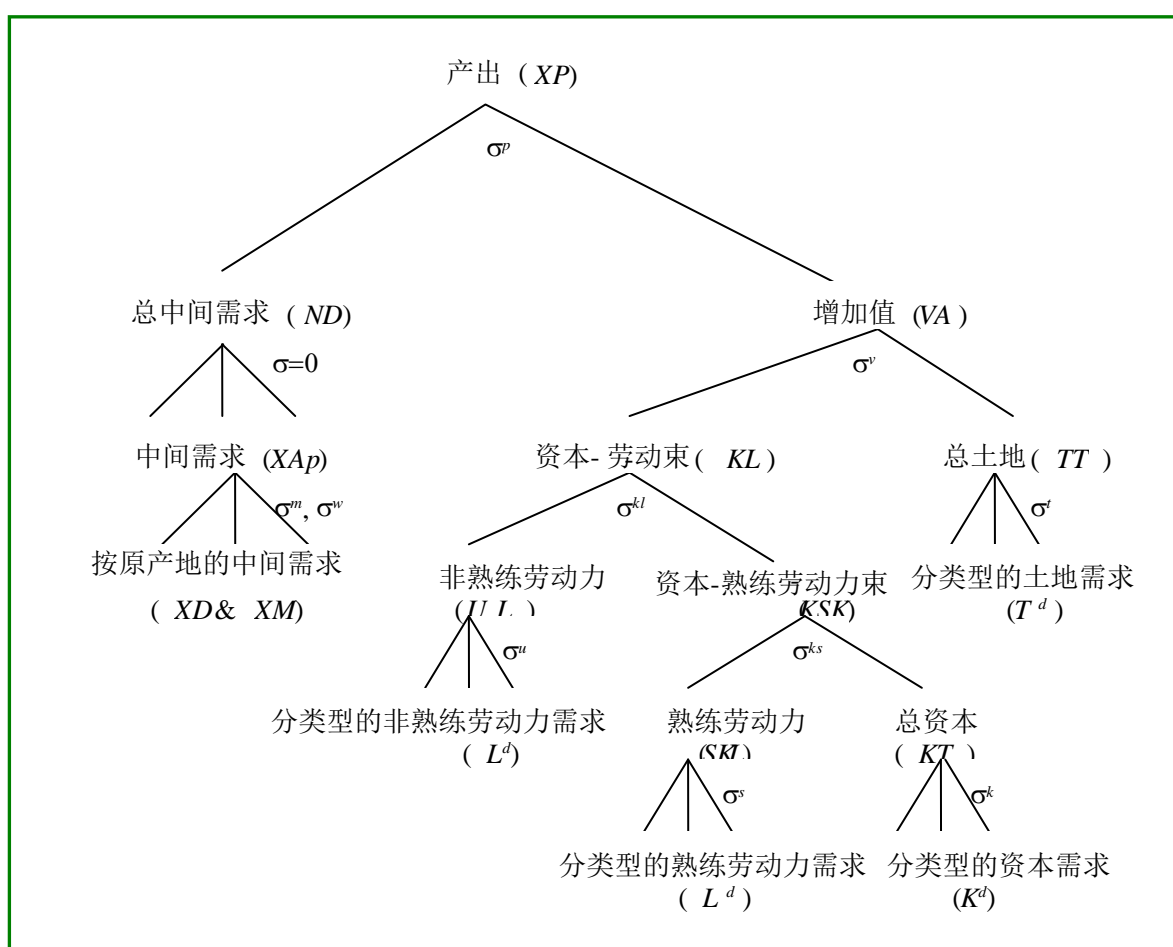 产出 ( XP)
σp
总中间需求 ( ND)
增加值 (VA )
σ=0
σv
中间需求 (XAp)
资本- 劳动束( KL )
总土地( TT )
σm, σw
σkl
σt
按原产地的中间需求
( XD& XM)
非熟练劳动力
(U L )
资本-熟练劳动力束
(KSK)
分类型的土地需求
(T d )
σu
σks
分类型的非熟练劳动力需求
( Ld)
熟练劳动力
(SKL)
总资本
( KT )
σs
σk
分类型的熟练劳动力需求
( L d )
分类型的资本需求
(Kd)